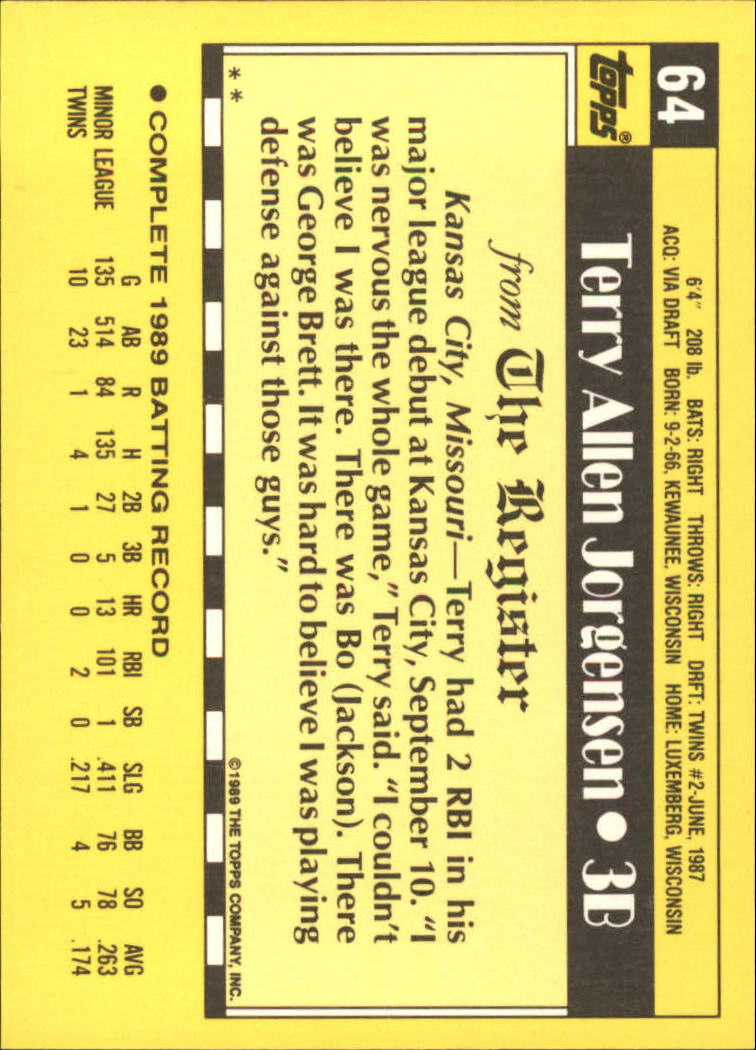 64
6'4" 208 lb. BATS: RIGHT THROWS: RIGHT DRFT: TWINS #2-JUNE, 1987
ACQ: VIA DRAFT BORN: 9-2-66, KEWAUNEE, WISCONSIN HOME: LUXEMBERG, WISCONSIN
topps®
Terry Allen Jorgensen • 3B
from The Register
Kansas City, Missouri—Terry had 2 RBI in his
major league debut at Kansas City, September 10. "I
was nervous the whole game," Terry said. "I couldn't
believe I was there. There was Bo (Jackson). There
was George Brett. It was hard to believe I was playing
defense against those guys."
* * ©1989 THE TOPPS COMPANY, INC.
• COMPLETE 1989 BATTING RECORD
G AB R H 2B 3B HR RBI SB SLG BB SO AVG
MINOR LEAGUE 135 514 84 135 27 5 13 101 1 .411 76 78 .263
TWINS 10 23 1 4 1 0 0 2 0 .217 4 5 .174